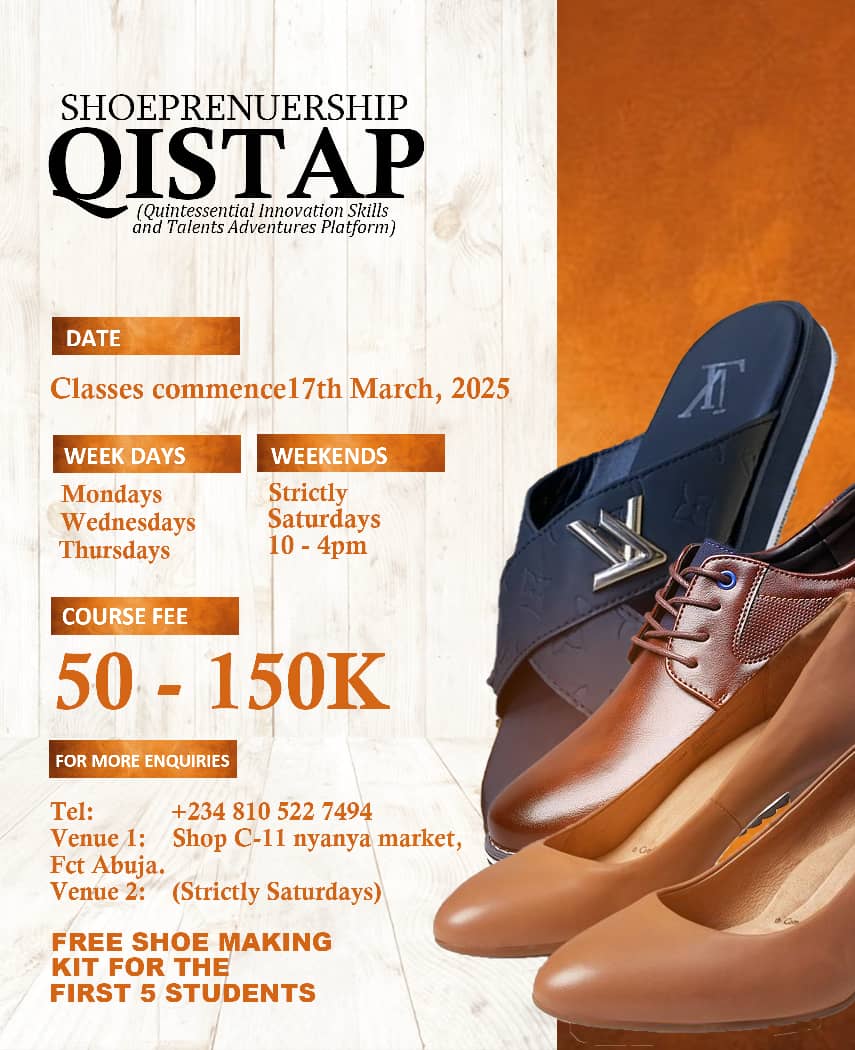 SHOEPRENUERSHIP
QISTAP
(Quintessential Innovation Skills
and Talents Adventures Platform)
DATE
Classes commence17th March, 2025
WEEK DAYS
Mondays
Wednesdays
Thursdays
WEEKENDS
Strictly
Saturdays
10 - 4pm
COURSE FEE
50 - 150K
FOR MORE ENQUIRIES
Tel: +234 810 522 7494
Venue 1: Shop C-11 nyanya market,
Fct Abuja.
Venue 2: (Strictly Saturdays)
FREE SHOE MAKING
KIT FOR THE
FIRST 5 STUDENTS